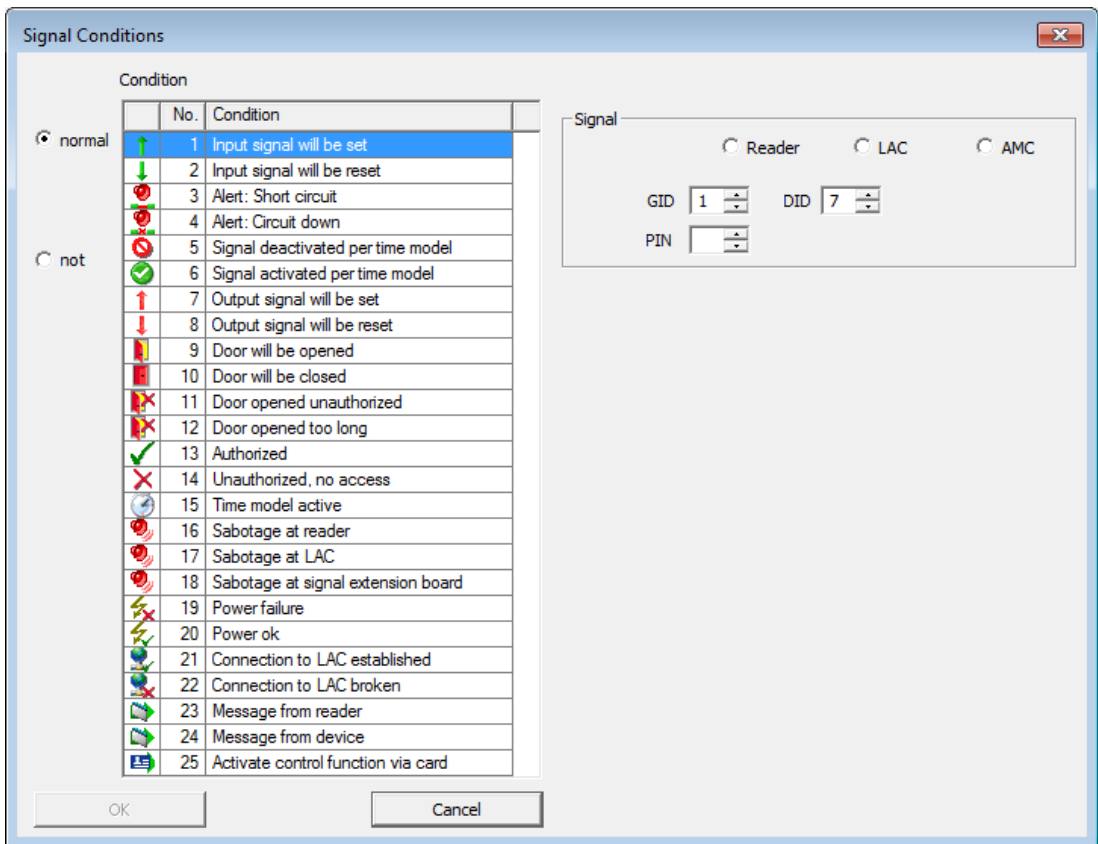 Signal Conditions
Condition
normal
not
No. Condition
1 Input signal will be set
2 Input signal will be reset
3 Alert: Short circuit
4 Alert: Circuit down
5 Signal deactivated per time model
6 Signal activated per time model
7 Output signal will be set
8 Output signal will be reset
9 Door will be opened
10 Door will be closed
11 Door opened unauthorized
12 Door opened too long
13 Authorized
14 Unauthorized, no access
15 Time model active
16 Sabotage at reader
17 Sabotage at LAC
18 Sabotage at signal extension board
19 Power failure
20 Power ok
21 Connection to LAC established
22 Connection to LAC broken
23 Message from reader
24 Message from device
25 Activate control function via card
Signal
Reader LAC AMC
GID 1 DID 7
PIN
OK Cancel